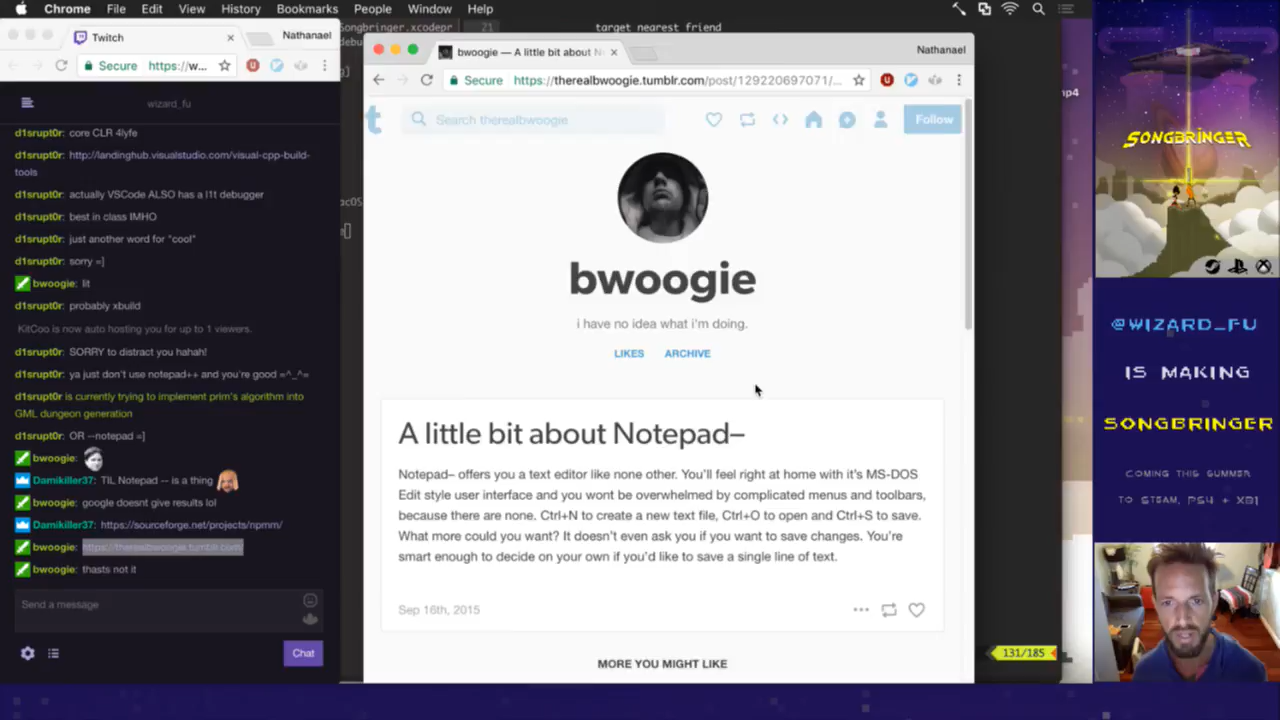 Chrome File Edit View History Bookmarks People Window Help
Songbringer.xcodepr
21
target nearest friend
Twitch
Nathanael
Secure https://w...
wizard_fu
d1srupt0r: core CLR 4lyfe
d1srupt0r: http://landinghub.visualstudio.com/visual-cpp-build-
tools
d1srupt0r: actually VSCode ALSO has a l1t debugger
d1srupt0r: best in class IMHO
d1srupt0r: just another word for "cool"
d1srupt0r: sorry =]
bwoogie: lit
d1srupt0r: probably xbuild
KitCoo is now auto hosting you for up to 1 viewers.
d1srupt0r: SORRY to distract you hahah!
d1srupt0r: ya just don't use notepad++ and you're good =^_^=
d1srupt0r is currently trying to implement prim's algorithm into
GML dungeon generation
d1srupt0r: OR --notepad =]
bwoogie:
Damikiller37: TIL Notepad -- is a thing
bwoogie: google doesnt give results lol
Damikiller37: https://sourceforge.net/projects/npmm/
bwoogie: https://therealbwoogie.tumblr.com/
bwoogie: thasts not it
Send a message
Chat
bwoogie — A little bit about N
Nathanael
Secure https://therealbwoogie.tumblr.com/post/129220697071/...
Search therealbwoogie
Follow
bwoogie
i have no idea what i'm doing.
LIKES ARCHIVE
A little bit about Notepad–
Notepad– offers you a text editor like none other. You'll feel right at home with it's MS-DOS
Edit style user interface and you wont be overwhelmed by complicated menus and toolbars,
because there are none. Ctrl+N to create a new text file, Ctrl+O to open and Ctrl+S to save.
What more could you want? It doesn't even ask you if you want to save changes. You're
smart enough to decide on your own if you'd like to save a single line of text.
Sep 16th, 2015
MORE YOU MIGHT LIKE
mp4
131/185
SONGBRINGER
@WIZARD_FU
IS MAKING
SONGBRINGER
COMING THIS SUMMER
TO STEAM, PS4 + XB1